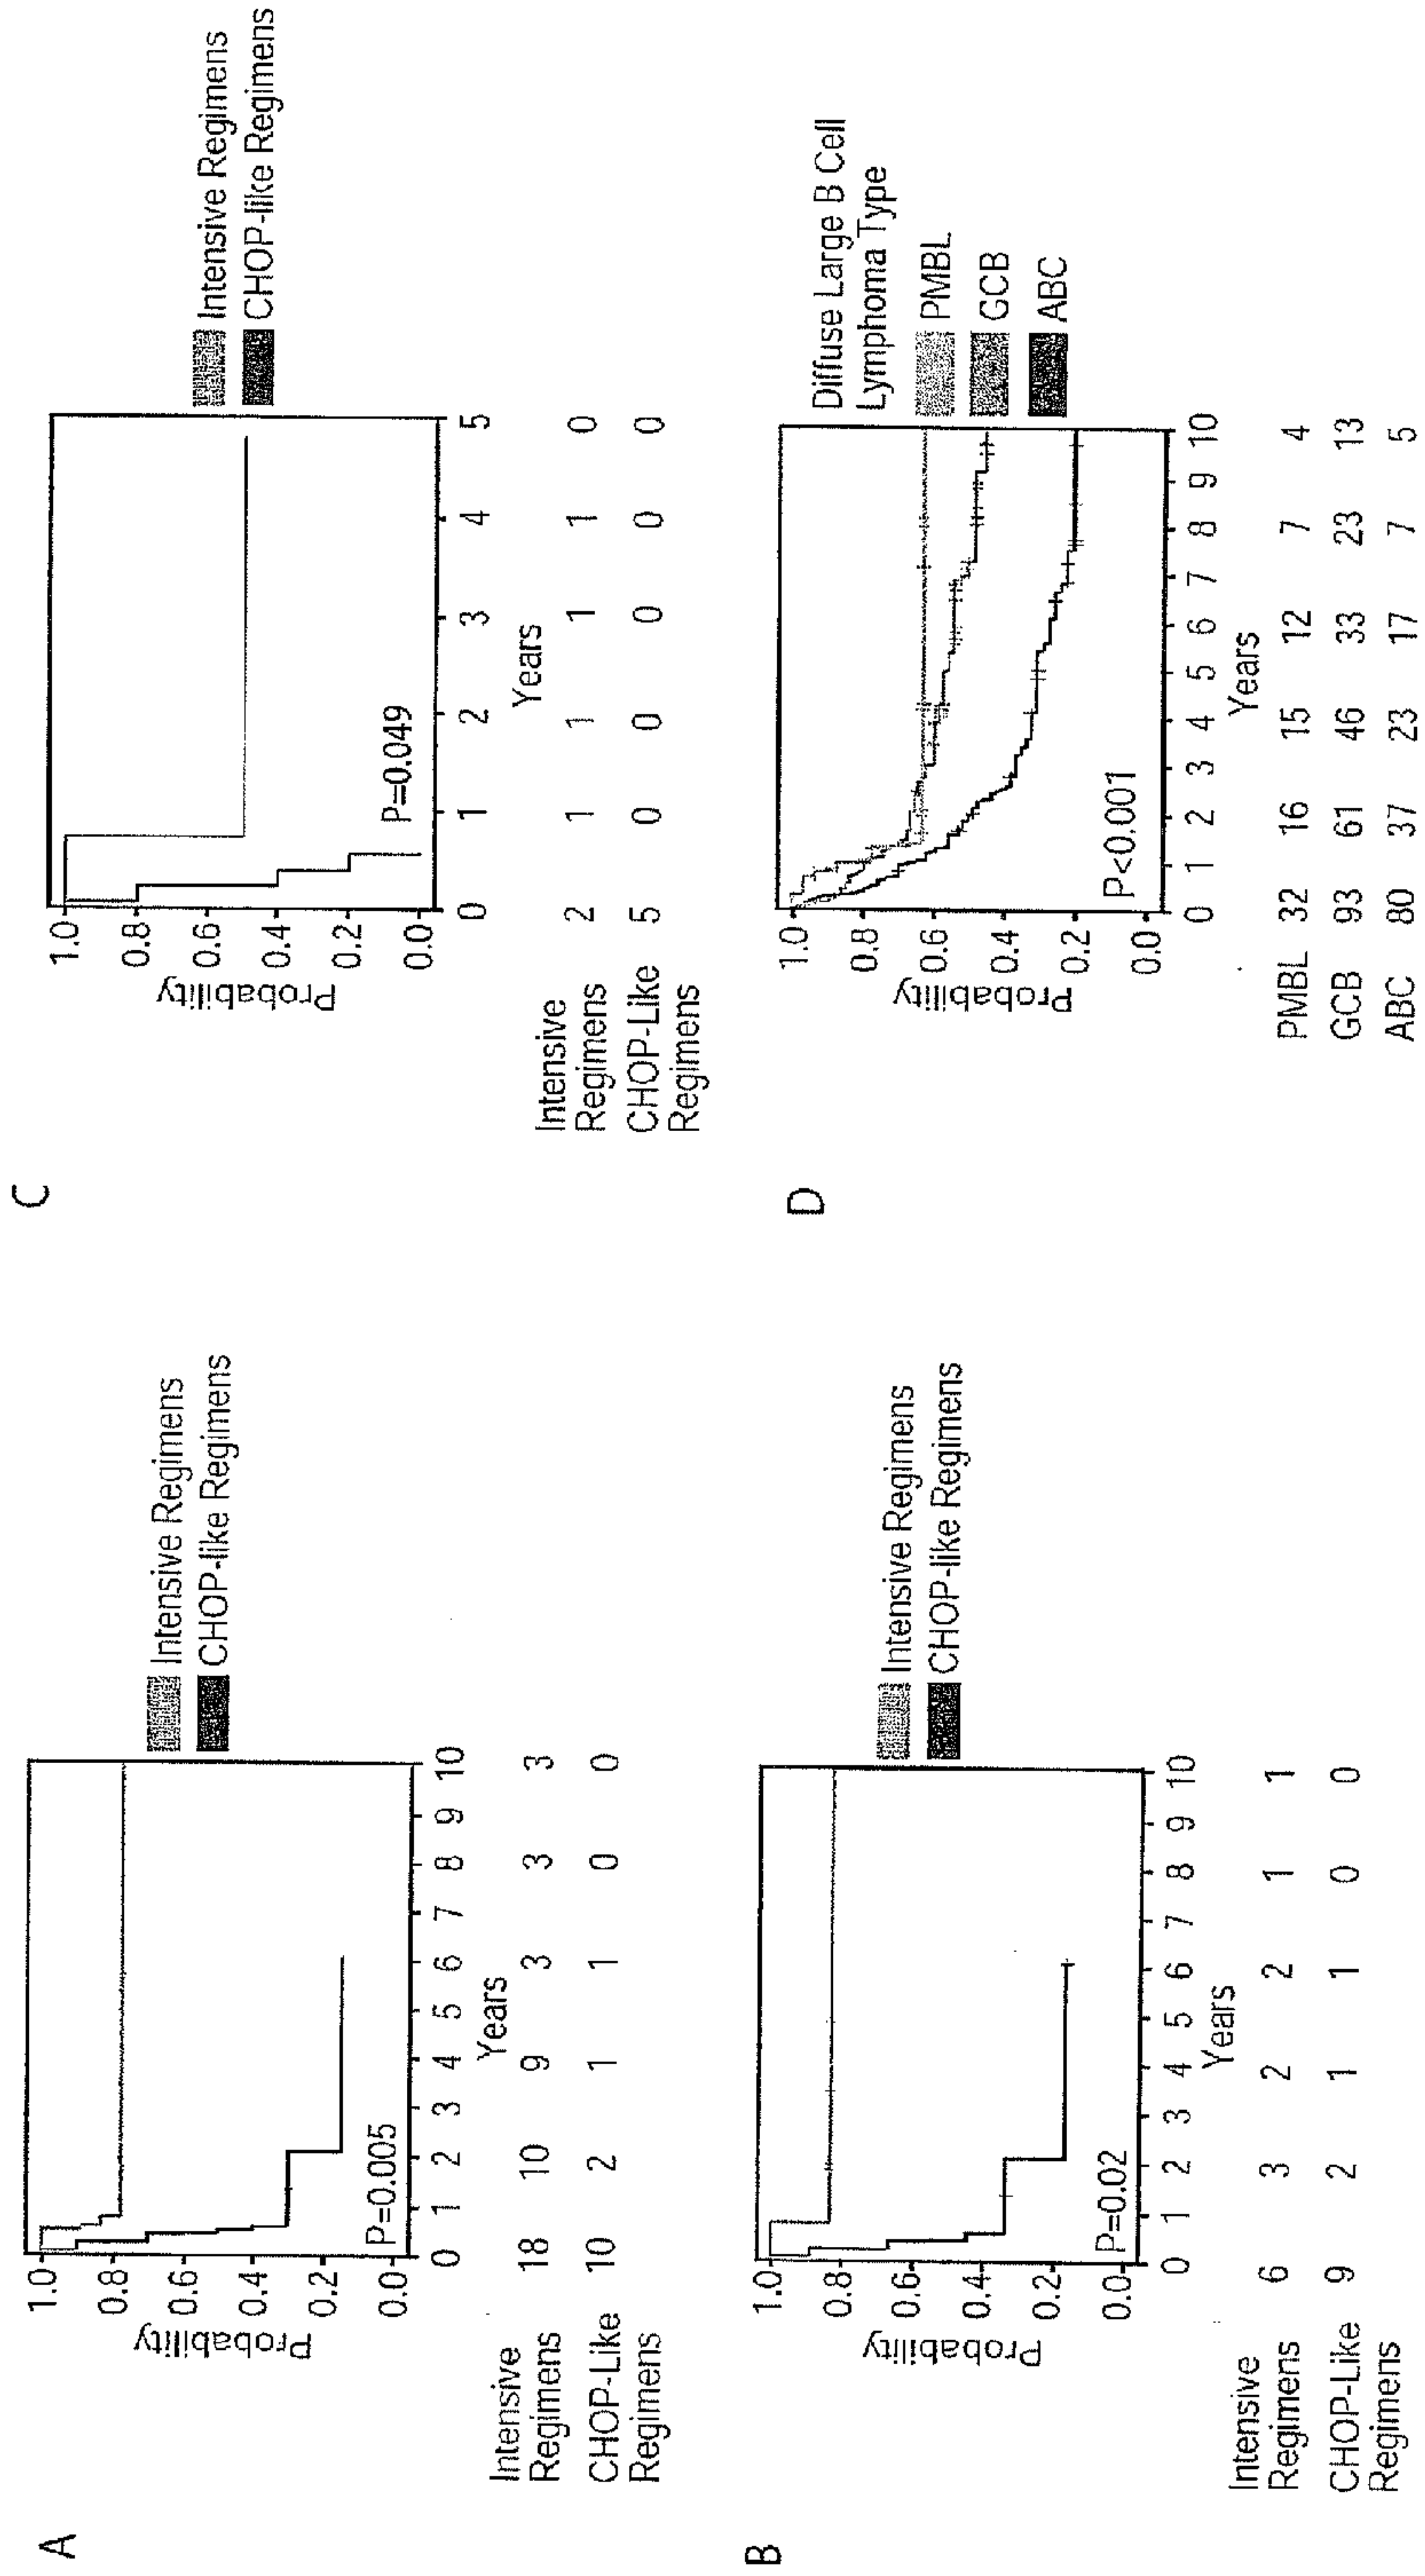 A
Probability
1.0
0.8
0.6
0.4
0.2
0.0
P=0.005
0 1 2 3 4 5 6 7 8 9 10
Years
Intensive Regimens
CHOP-like Regimens
Intensive
Regimens 18 10 9 3 3 3
CHOP-Like
Regimens 10 2 1 1 0 0
B
Probability
1.0
0.8
0.6
0.4
0.2
0.0
P=0.02
0 1 2 3 4 5 6 7 8 9 10
Years
Intensive Regimens
CHOP-like Regimens
Intensive
Regimens 6 3 2 2 1 1
CHOP-Like
Regimens 9 2 1 1 0 0
C
Probability
1.0
0.8
0.6
0.4
0.2
0.0
P=0.049
0 1 2 3 4 5
Years
Intensive Regimens
CHOP-like Regimens
Intensive
Regimens 2 1 1 1 1 0
CHOP-Like
Regimens 5 0 0 0 0 0
D
Probability
1.0
0.8
0.6
0.4
0.2
0.0
P<0.001
0 1 2 3 4 5 6 7 8 9 10
Years
Diffuse Large B Cell
Lymphoma Type
PMBL
GCB
ABC
PMBL 32 16 15 12 7 4
GCB 93 61 46 33 23 13
ABC 80 37 23 17 7 5